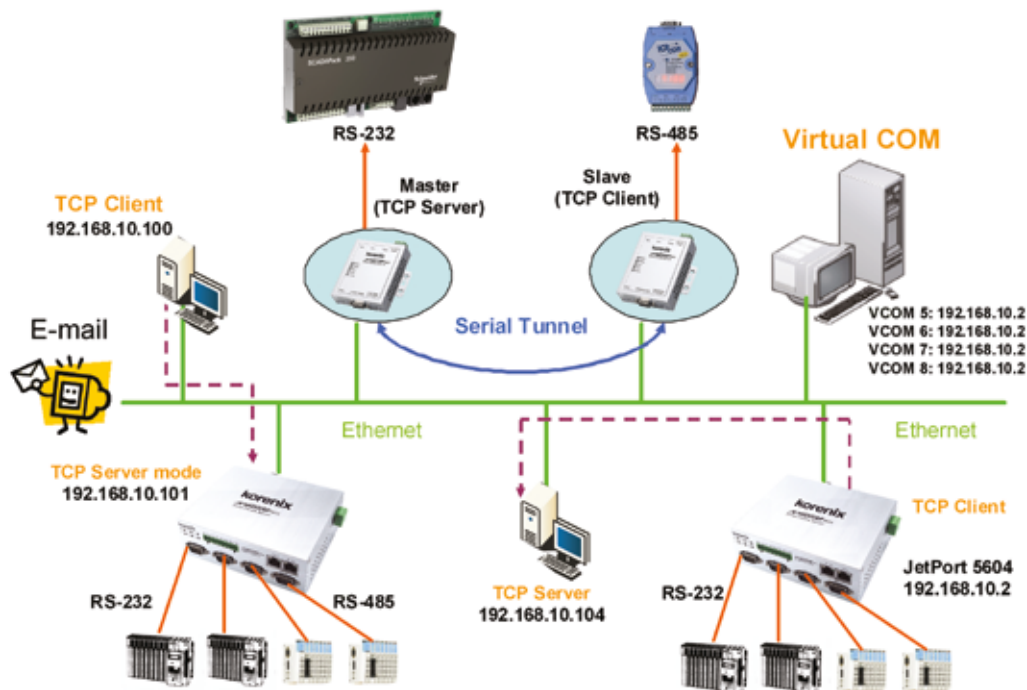 SCADAPack
Schneider
RS-232
RS-485
Virtual COM
Master
(TCP Server)
Slave
(TCP Client)
TCP Client
192.168.10.100
korenix
korenix
Serial Tunnel
VCOM 5: 192.168.10.2
VCOM 6: 192.168.10.2
VCOM 7: 192.168.10.2
VCOM 8: 192.168.10.2
E-mail
Ethernet
Ethernet
TCP Server mode
192.168.10.101
korenix
korenix
TCP Client
JetPort 5604
192.168.10.2
TCP Server
192.168.10.104
RS-232
RS-485
RS-232